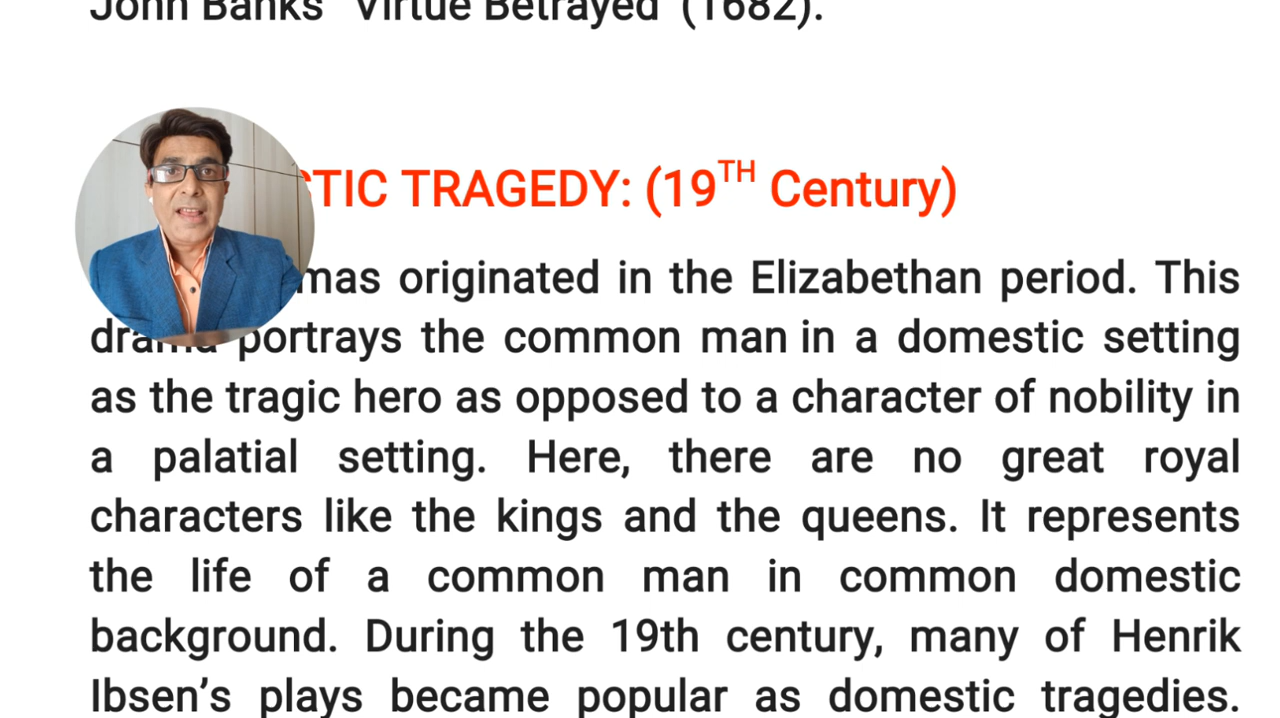 John Banks' 'Virtue Betrayed' (1682).
TRAGEDY: (19TH Century)
originated in the Elizabethan period. This
drama portrays the common man in a domestic setting
as the tragic hero as opposed to a character of nobility in
a palatial setting. Here, there are no great royal
characters like the kings and the queens. It represents
the life of a common man in common domestic
background. During the 19th century, many of Henrik
Ibsen’s plays became popular as domestic tragedies.